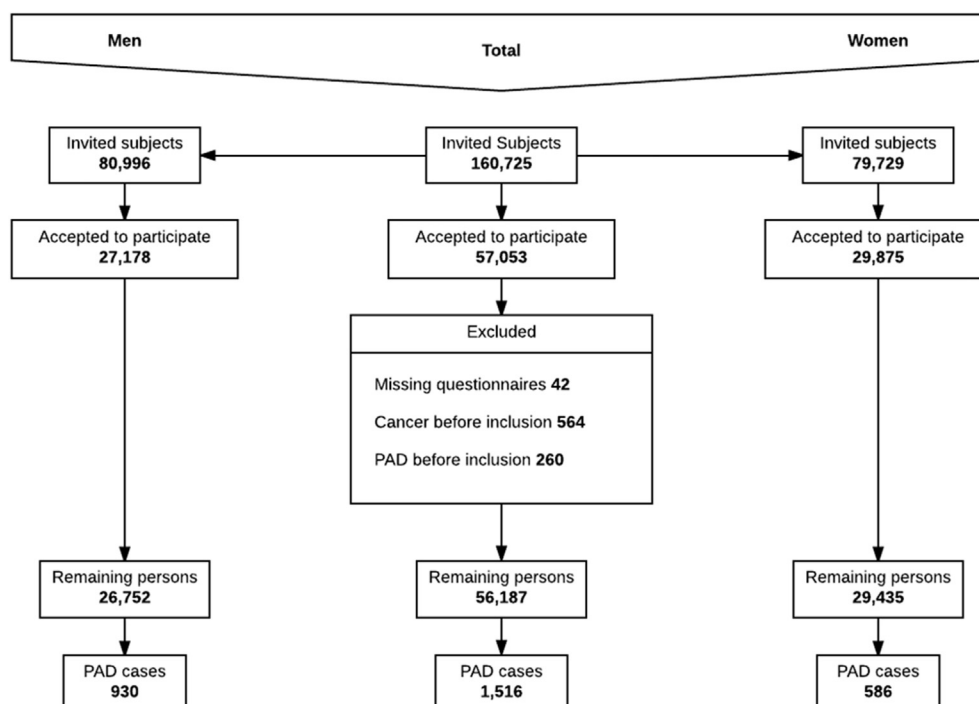 Men
Total
Women
Invited subjects
80,996
Invited Subjects
160,725
Invited subjects
79,729
Accepted to participate
27,178
Accepted to participate
57,053
Accepted to participate
29,875
Excluded
Missing questionnaires 42
Cancer before inclusion 564
PAD before inclusion 260
Remaining persons
26,752
Remaining persons
56,187
Remaining persons
29,435
PAD cases
930
PAD cases
1,516
PAD cases
586